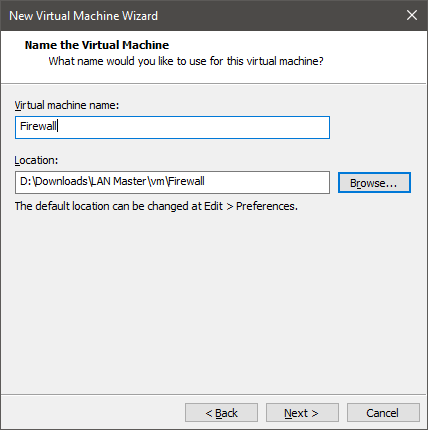 New Virtual Machine Wizard
Name the Virtual Machine
What name would you like to use for this virtual machine?
Virtual machine name:
Firewall
Location:
D:\Downloads\LAN Master\vm\Firewall
Browse...
The default location can be changed at Edit > Preferences.
< Back Next > Cancel